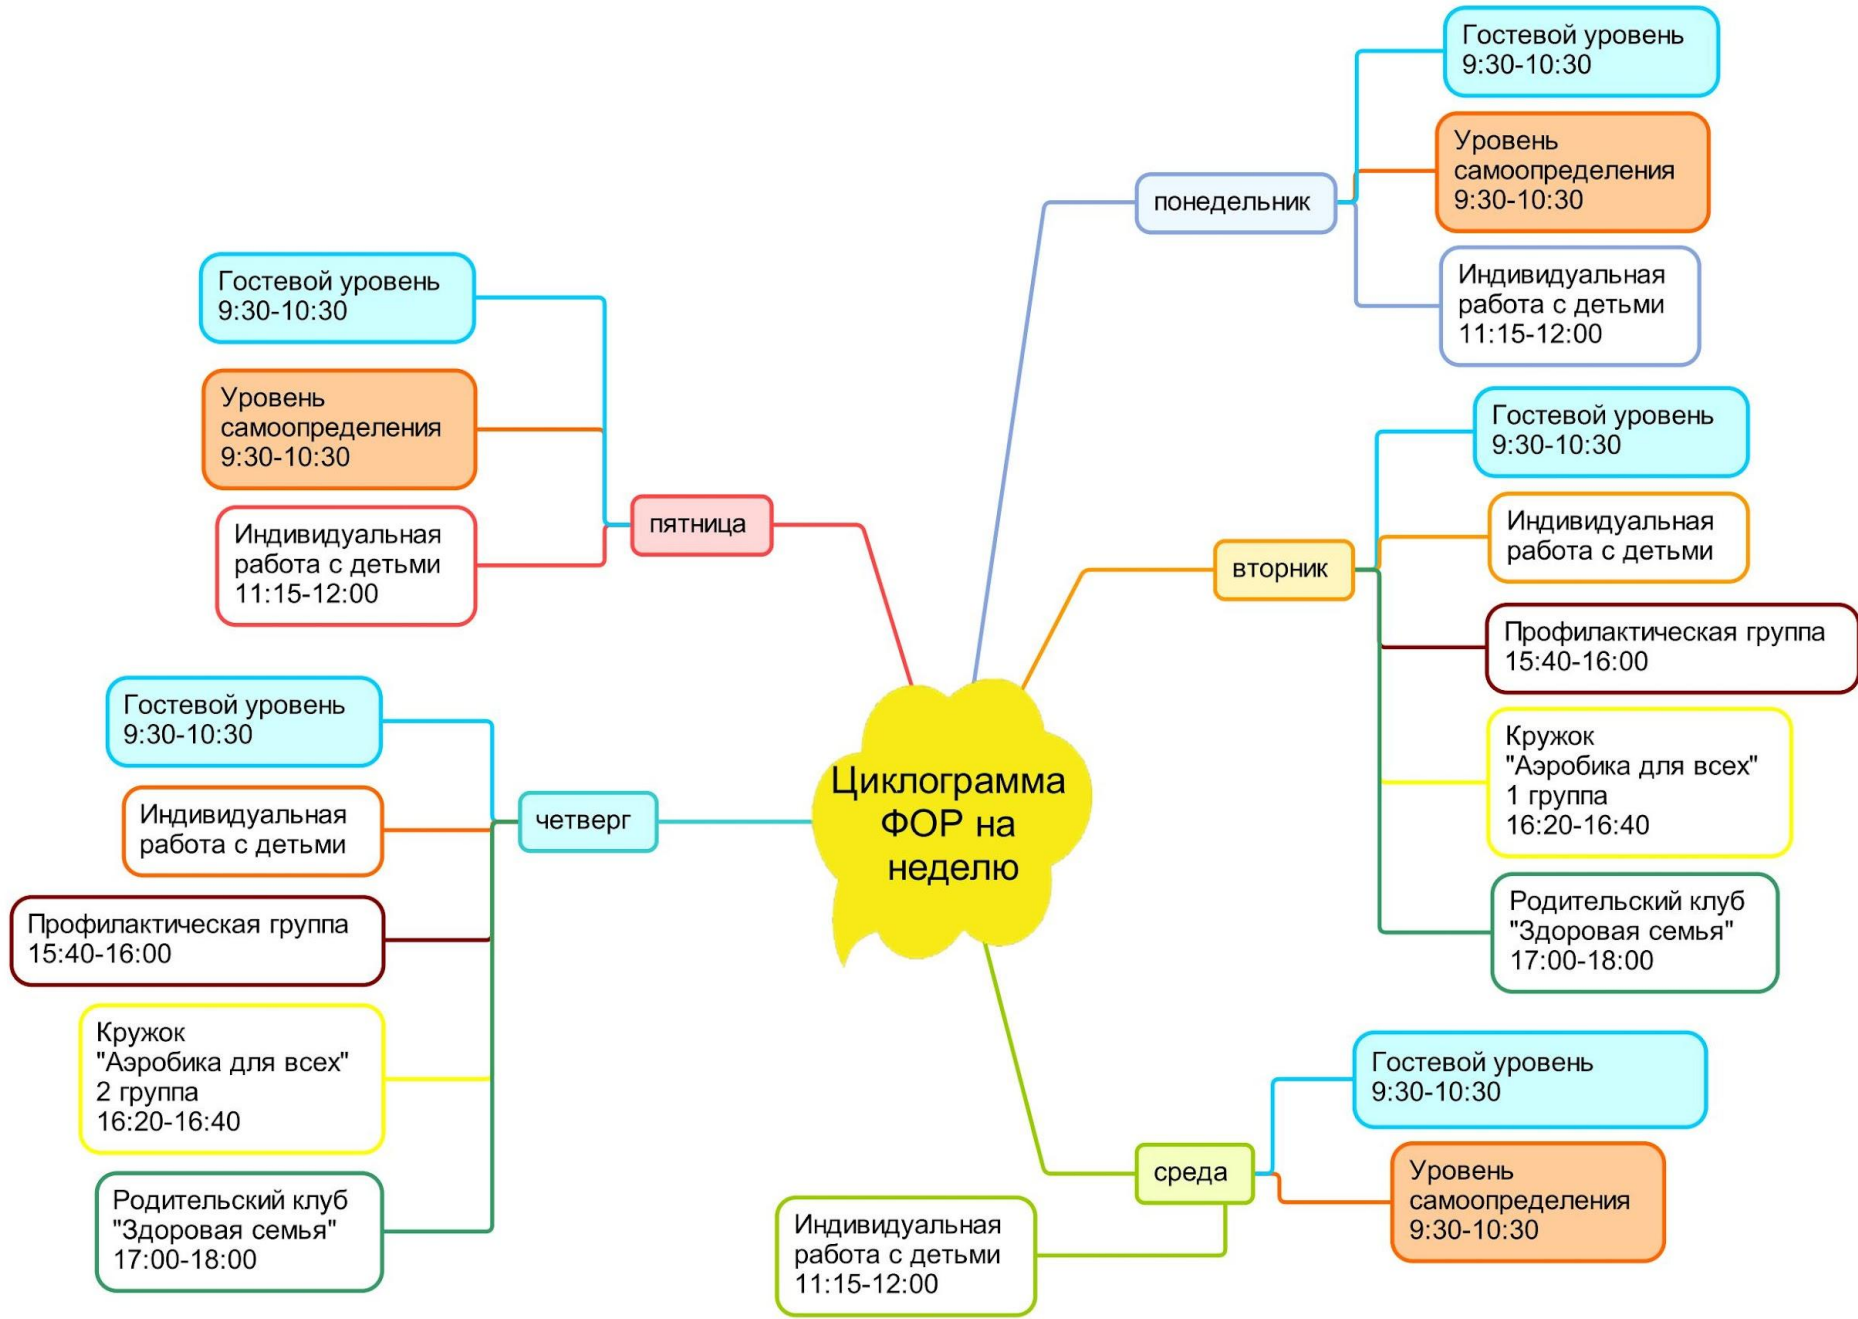 Циклограмма
ФОР на
неделю
понедельник
Гостевой уровень
9:30-10:30
Уровень
самоопределения
9:30-10:30
Индивидуальная
работа с детьми
11:15-12:00
вторник
Гостевой уровень
9:30-10:30
Индивидуальная
работа с детьми
Профилактическая группа
15:40-16:00
Кружок
"Аэробика для всех"
1 группа
16:20-16:40
Родительский клуб
"Здоровая семья"
17:00-18:00
среда
Гостевой уровень
9:30-10:30
Уровень
самоопределения
9:30-10:30
Индивидуальная
работа с детьми
11:15-12:00
четверг
Гостевой уровень
9:30-10:30
Индивидуальная
работа с детьми
Профилактическая группа
15:40-16:00
Кружок
"Аэробика для всех"
2 группа
16:20-16:40
Родительский клуб
"Здоровая семья"
17:00-18:00
пятница
Гостевой уровень
9:30-10:30
Уровень
самоопределения
9:30-10:30
Индивидуальная
работа с детьми
11:15-12:00